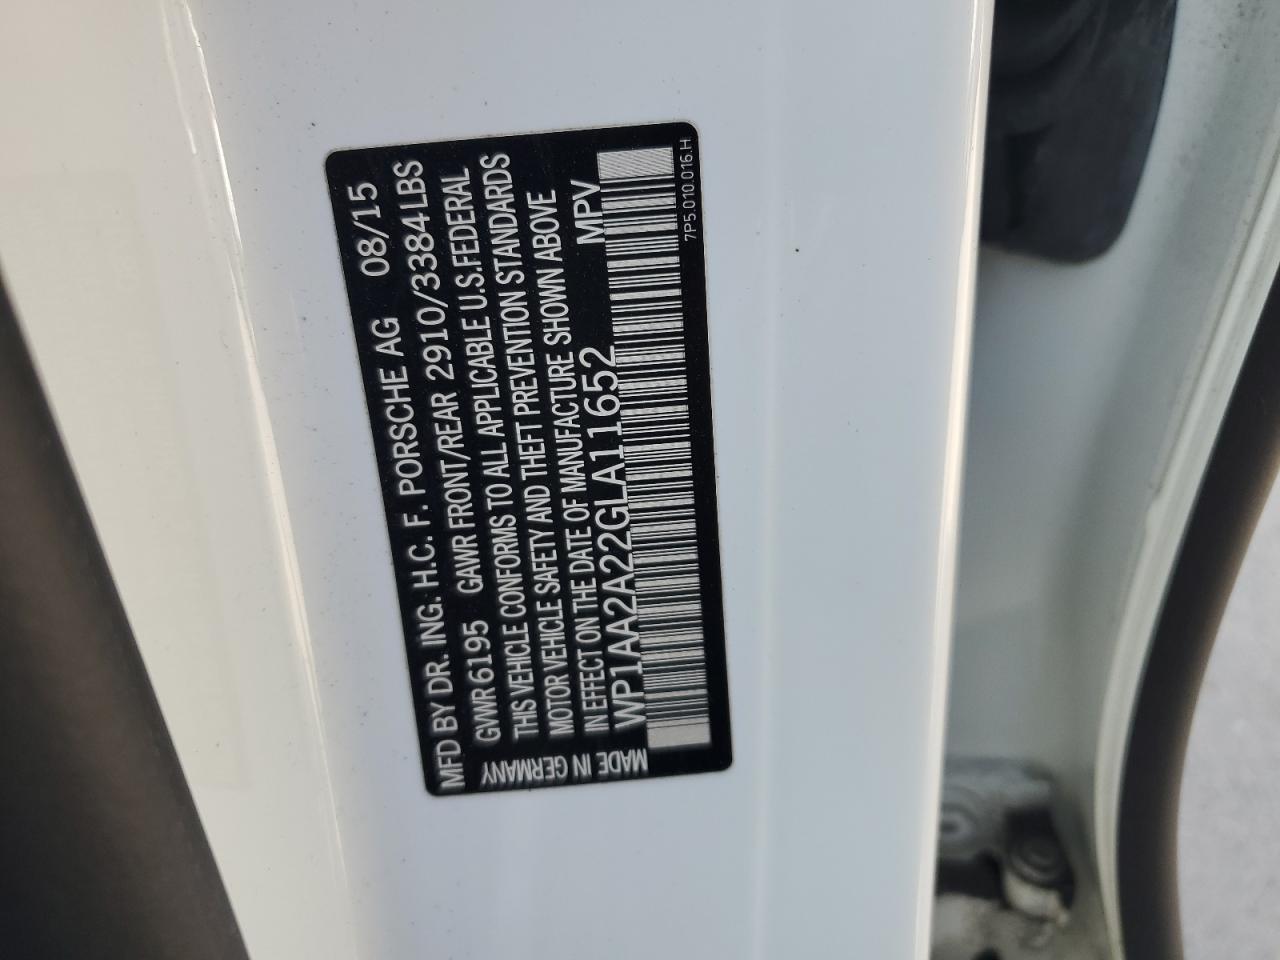 MFD BY DR. ING. H.C. F. PORSCHE AG 08/15
GVWR 6195 GAWR FRONT/REAR 2910/3384 LBS
THIS VEHICLE CONFORMS TO ALL APPLICABLE U.S. FEDERAL
MOTOR VEHICLE SAFETY AND THEFT PREVENTION STANDARDS
IN EFFECT ON THE DATE OF MANUFACTURE SHOWN ABOVE
WP1AA2A22GLA11652 MPV
MADE IN GERMANY
7P5.010.016.H